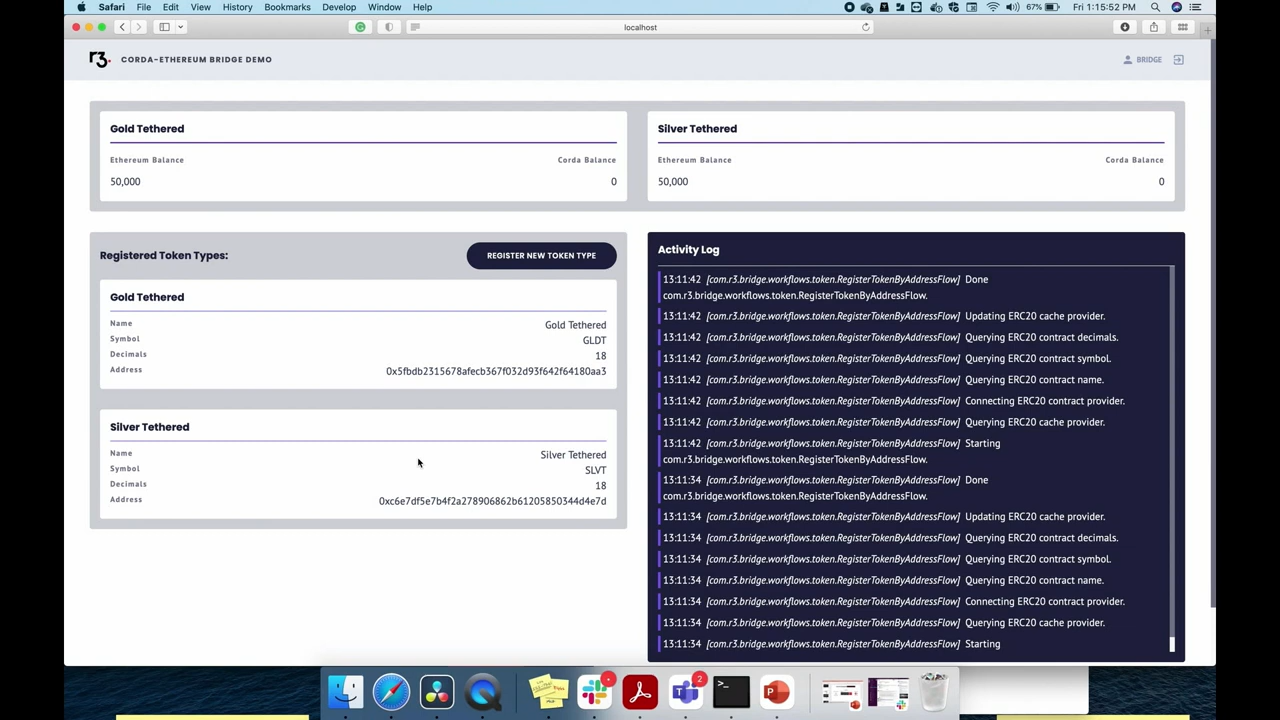 Safari File Edit View History Bookmarks Develop Window Help 67% Fri 1:15:52 PM
localhost
r3. CORDA-ETHEREUM BRIDGE DEMO BRIDGE
Gold Tethered
Ethereum Balance Corda Balance
50,000 0
Silver Tethered
Ethereum Balance Corda Balance
50,000 0
Registered Token Types: REGISTER NEW TOKEN TYPE
Gold Tethered
Name Gold Tethered
Symbol GLDT
Decimals 18
Address 0x5fbdb2315678afecb367f032d93f642f64180aa3
Silver Tethered
Name Silver Tethered
Symbol SLVT
Decimals 18
Address 0xc6e7df5e7b4f2a278906862b61205850344d4e7d
Activity Log
13:11:42 [com.r3.bridge.workflows.token.RegisterTokenByAddressFlow] Done
com.r3.bridge.workflows.token.RegisterTokenByAddressFlow.
13:11:42 [com.r3.bridge.workflows.token.RegisterTokenByAddressFlow] Updating ERC20 cache provider.
13:11:42 [com.r3.bridge.workflows.token.RegisterTokenByAddressFlow] Querying ERC20 contract decimals.
13:11:42 [com.r3.bridge.workflows.token.RegisterTokenByAddressFlow] Querying ERC20 contract symbol.
13:11:42 [com.r3.bridge.workflows.token.RegisterTokenByAddressFlow] Querying ERC20 contract name.
13:11:42 [com.r3.bridge.workflows.token.RegisterTokenByAddressFlow] Connecting ERC20 contract provider.
13:11:42 [com.r3.bridge.workflows.token.RegisterTokenByAddressFlow] Querying ERC20 cache provider.
13:11:42 [com.r3.bridge.workflows.token.RegisterTokenByAddressFlow] Starting
com.r3.bridge.workflows.token.RegisterTokenByAddressFlow.
13:11:34 [com.r3.bridge.workflows.token.RegisterTokenByAddressFlow] Done
com.r3.bridge.workflows.token.RegisterTokenByAddressFlow.
13:11:34 [com.r3.bridge.workflows.token.RegisterTokenByAddressFlow] Updating ERC20 cache provider.
13:11:34 [com.r3.bridge.workflows.token.RegisterTokenByAddressFlow] Querying ERC20 contract decimals.
13:11:34 [com.r3.bridge.workflows.token.RegisterTokenByAddressFlow] Querying ERC20 contract symbol.
13:11:34 [com.r3.bridge.workflows.token.RegisterTokenByAddressFlow] Querying ERC20 contract name.
13:11:34 [com.r3.bridge.workflows.token.RegisterTokenByAddressFlow] Connecting ERC20 contract provider.
13:11:34 [com.r3.bridge.workflows.token.RegisterTokenByAddressFlow] Querying ERC20 cache provider.
13:11:34 [com.r3.bridge.workflows.token.RegisterTokenByAddressFlow] Starting
2